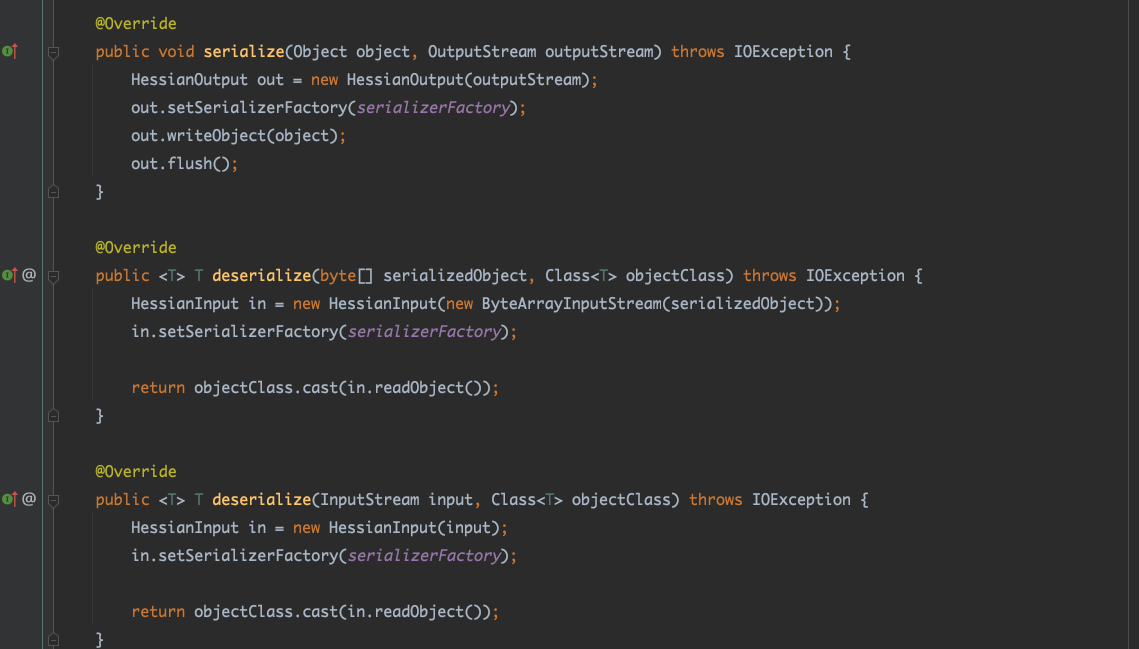 @Override
public void serialize(Object object, OutputStream outputStream) throws IOException {
HessianOutput out = new HessianOutput(outputStream);
out.setSerializerFactory(serializerFactory);
out.writeObject(object);
out.flush();
}
@Override
@ public <T> T deserialize(byte[] serializedObject, Class<T> objectClass) throws IOException {
HessianInput in = new HessianInput(new ByteArrayInputStream(serializedObject));
in.setSerializerFactory(serializerFactory);
return objectClass.cast(in.readObject());
}
@Override
@ public <T> T deserialize(InputStream input, Class<T> objectClass) throws IOException {
HessianInput in = new HessianInput(input);
in.setSerializerFactory(serializerFactory);
return objectClass.cast(in.readObject());
}